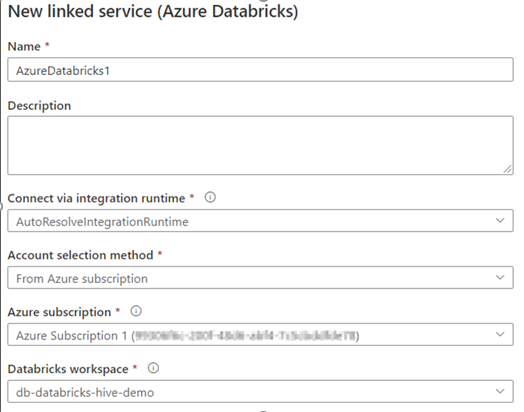 New linked service (Azure Databricks)
Name *
AzureDatabricks1
Description
Connect via integration runtime *
AutoResolveIntegrationRuntime
Account selection method *
From Azure subscription
Azure subscription *
Azure Subscription 1 (
Databricks workspace *
db-databricks-hive-demo